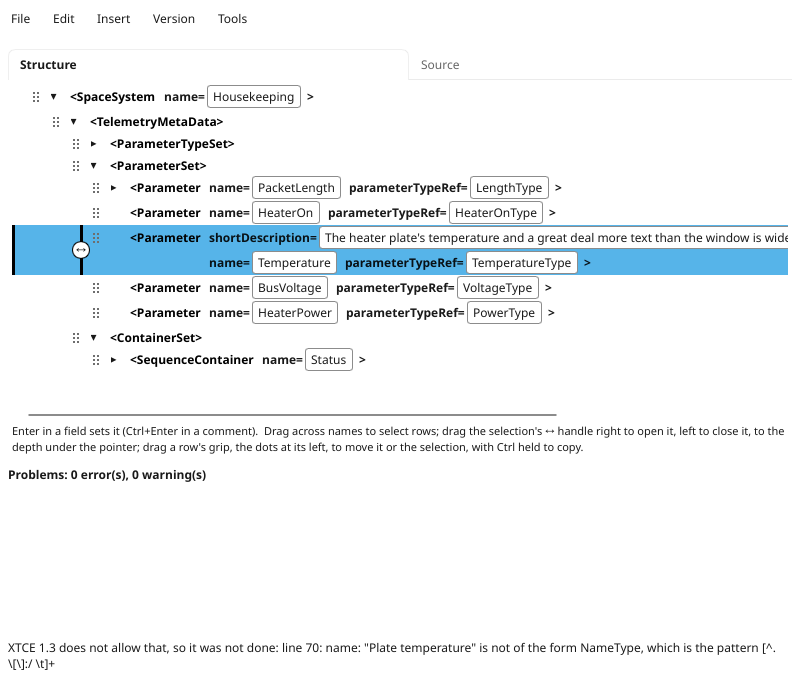 File Edit Insert Version Tools
Structure Source
▾ <SpaceSystem name= Housekeeping >
▾ <TelemetryMetaData>
▸ <ParameterTypeSet>
▾ <ParameterSet>
▸ <Parameter name= PacketLength parameterTypeRef= LengthType >
<Parameter name= HeaterOn parameterTypeRef= HeaterOnType >
<Parameter shortDescription= The heater plate's temperature and a great deal more text than the window is wide
↔ name= Temperature parameterTypeRef= TemperatureType >
<Parameter name= BusVoltage parameterTypeRef= VoltageType >
<Parameter name= HeaterPower parameterTypeRef= PowerType >
▾ <ContainerSet>
▸ <SequenceContainer name= Status >
Enter in a field sets it (Ctrl+Enter in a comment). Drag across names to select rows; drag the selection's ↔ handle right to open it, left to close it, to the
depth under the pointer; drag a row's grip, the dots at its left, to move it or the selection, with Ctrl held to copy.
Problems: 0 error(s), 0 warning(s)
XTCE 1.3 does not allow that, so it was not done: line 70: name: "Plate temperature" is not of the form NameType, which is the pattern [^.
\[\]:/ \t]+